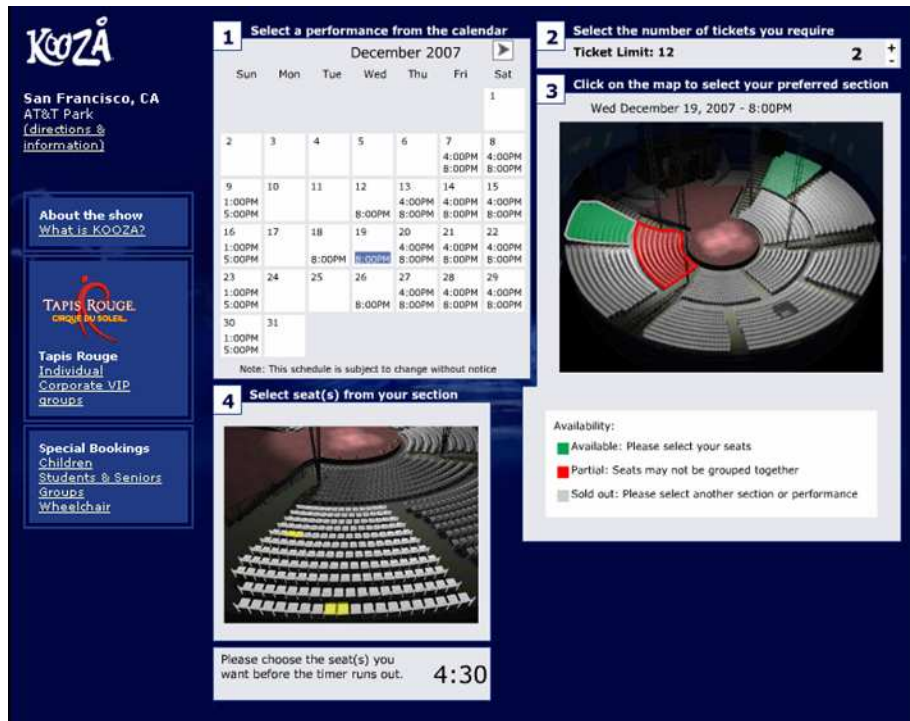 KOOZÅ
San Francisco, CA
AT&T Park
(directions &
information)
About the show
What is KOOZA?
TAPIS ROUGE
CIRQUE DU SOLEIL.
Tapis Rouge
Individual
Corporate VIP
groups
Special Bookings
Children
Students & Seniors
Groups
Wheelchair
1 Select a performance from the calendar
December 2007
Sun Mon Tue Wed Thu Fri Sat
1
2 3 4 5 6 7 8
4:00PM 4:00PM
8:00PM 8:00PM
9 10 11 12 13 14 15
1:00PM 4:00PM 4:00PM 4:00PM
5:00PM 8:00PM 8:00PM 8:00PM 8:00PM
16 17 18 19 20 21 22
1:00PM 4:00PM 4:00PM 4:00PM
5:00PM 8:00PM 8:00PM 8:00PM 8:00PM 8:00PM
23 24 25 26 27 28 29
1:00PM 4:00PM 4:00PM 4:00PM
5:00PM 8:00PM 8:00PM 8:00PM 8:00PM
30 31
1:00PM
5:00PM
Note: This schedule is subject to change without notice
2 Select the number of tickets you require
Ticket Limit: 12 2 + -
3 Click on the map to select your preferred section
Wed December 19, 2007 - 8:00PM
Availability:
Available: Please select your seats
Partial: Seats may not be grouped together
Sold out: Please select another section or performance
4 Select seat(s) from your section
Please choose the seat(s) you
want before the timer runs out. 4:30